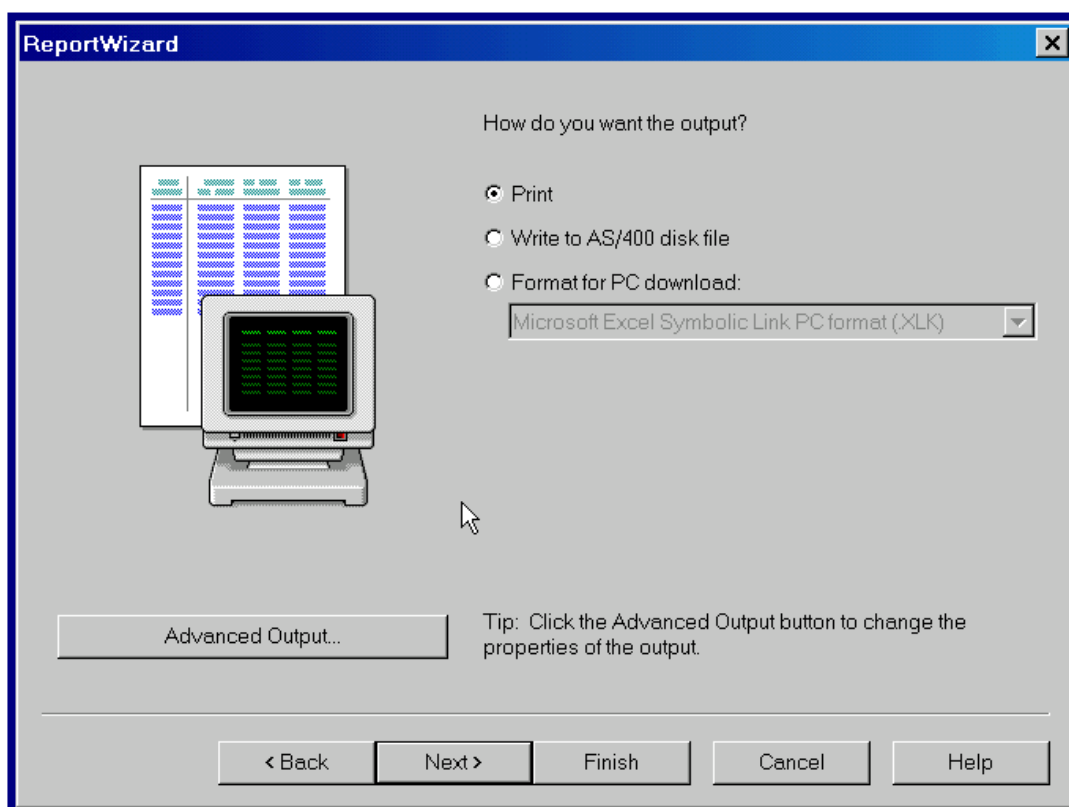 ReportWizard
How do you want the output?
Print
Write to AS/400 disk file
Format for PC download:
Microsoft Excel Symbolic Link PC format (.XLK)
Advanced Output...
Tip:  Click the Advanced Output button to change the
properties of the output.
< Back
Next >
Finish
Cancel
Help